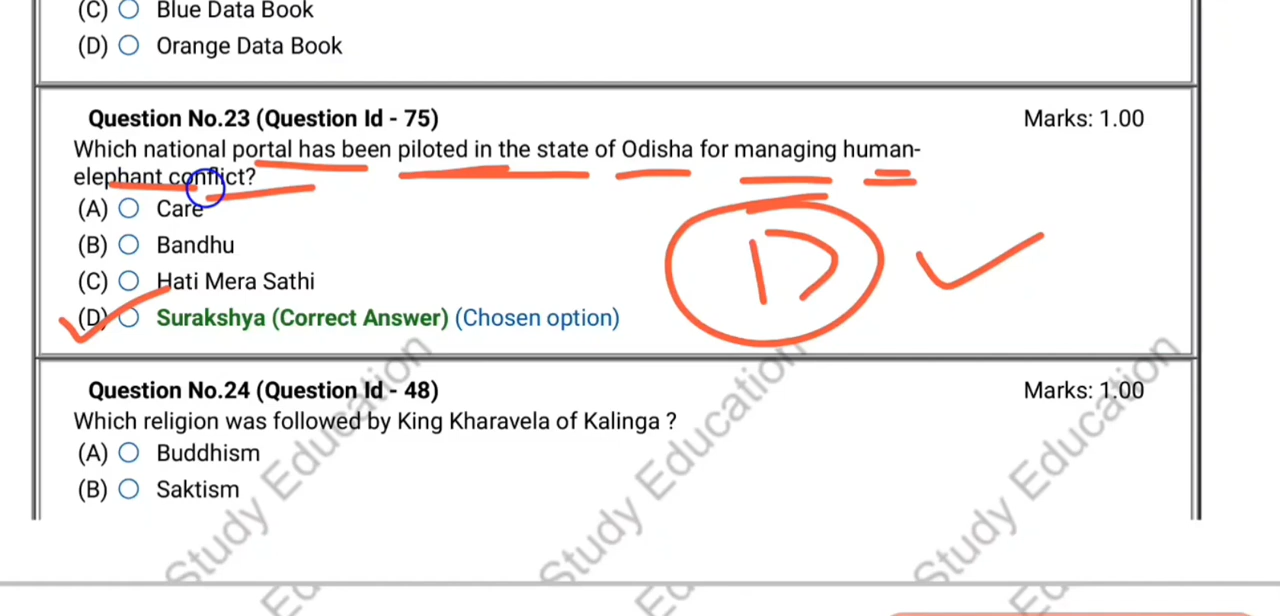 (C) Blue Data Book
(D) Orange Data Book
Question No.23 (Question Id - 75) Marks: 1.00
Which national portal has been piloted in the state of Odisha for managing human-
elephant conflict?
(A) Care
(B) Bandhu
(C) Hati Mera Sathi
(D) Surakshya (Correct Answer) (Chosen option)
D
Question No.24 (Question Id - 48) Marks: 1.00
Which religion was followed by King Kharavela of Kalinga ?
(A) Buddhism
(B) Saktism
Study Education
Study Education
Study Education